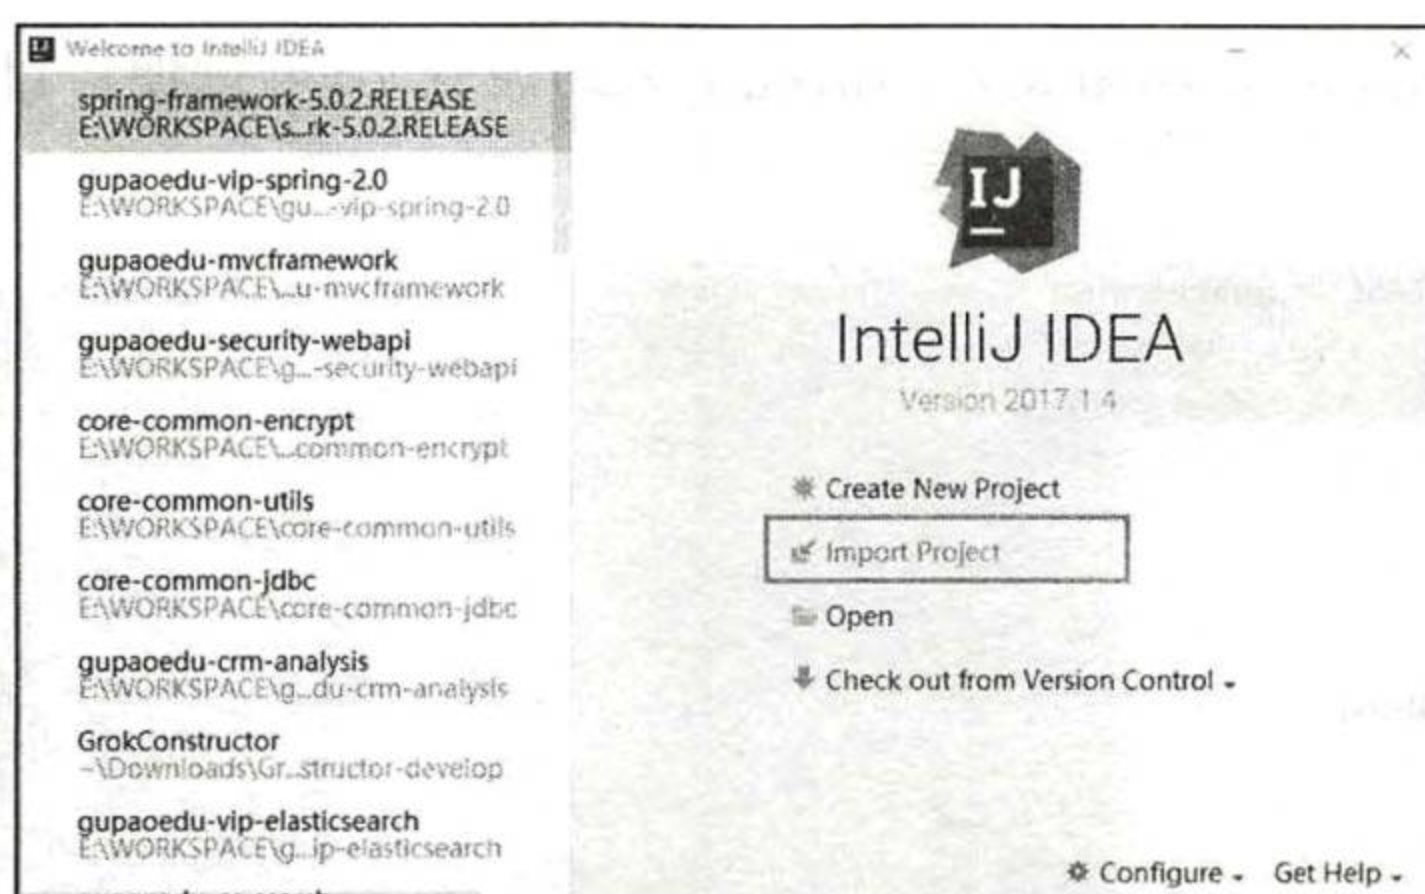 Welcome to IntelliJ IDEA
spring-framework-5.0.2.RELEASE
E:\WORKSPACE\s...rk-5.0.2.RELEASE
gupaoedu-vip-spring-2.0
E:\WORKSPACE\gu...-vip-spring-2.0
gupaoedu-mvcframework
E:\WORKSPACE\...u-mvcframework
gupaoedu-security-webapi
E:\WORKSPACE\g...-security-webapi
core-common-encrypt
E:\WORKSPACE\...common-encrypt
core-common-utils
E:\WORKSPACE\core-common-utils
core-common-jdbc
E:\WORKSPACE\core-common-jdbc
gupaoedu-crm-analysis
E:\WORKSPACE\g...du-crm-analysis
GrokConstructor
~\Downloads\Gr...structor-develop
gupaoedu-vip-elasticsearch
E:\WORKSPACE\g...ip-elasticsearch
IJ
IntelliJ IDEA
Version 2017.1.4
Create New Project
Import Project
Open
Check out from Version Control
Configure
Get Help